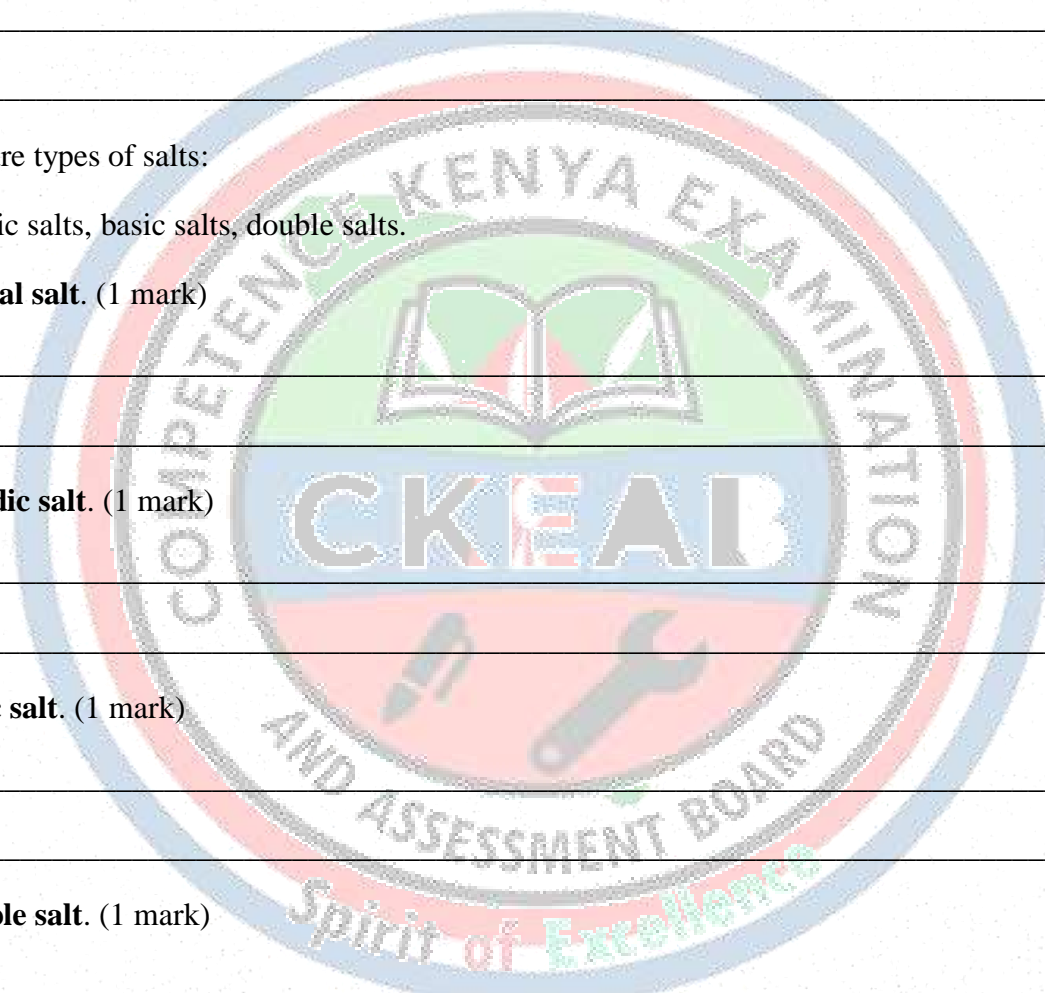 re types of salts:
ic salts, basic salts, double salts.
al salt. (1 mark)
dic salt. (1 mark)
salt. (1 mark)
le salt. (1 mark)
COMPETENCE KENYA EXAMINATION
CKEAB
AND ASSESSMENT BOARD
Spirit of Excellence